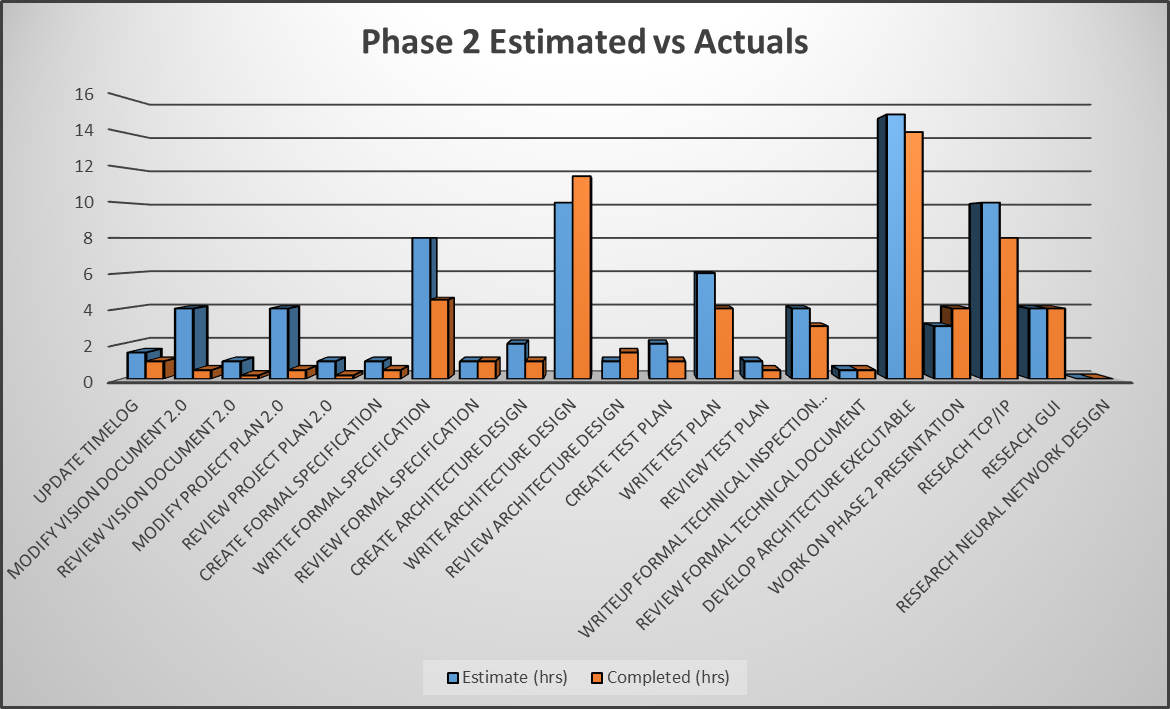 Phase 2 Estimated vs Actuals
16
14
12
10
8
6
4
2
0
UPDATE TIMELOG
MODIFY VISION DOCUMENT 2.0
REVIEW VISION DOCUMENT 2.0
MODIFY PROJECT PLAN 2.0
REVIEW PROJECT PLAN 2.0
CREATE FORMAL SPECIFICATION
WRITE FORMAL SPECIFICATION
REVIEW FORMAL SPECIFICATION
CREATE ARCHITECTURE DESIGN
WRITE ARCHITECTURE DESIGN
REVIEW ARCHITECTURE DESIGN
CREATE TEST PLAN
WRITE TEST PLAN
REVIEW TEST PLAN
WRITEUP FORMAL TECHNICAL INSPECTION...
REVIEW FORMAL TECHNICAL DOCUMENT
DEVELOP ARCHITECTURE EXECUTABLE
WORK ON PHASE 2 PRESENTATION
RESEACH TCP/IP
RESEACH GUI
RESEARCH NEURAL NETWORK DESIGN
Estimate (hrs)
Completed (hrs)